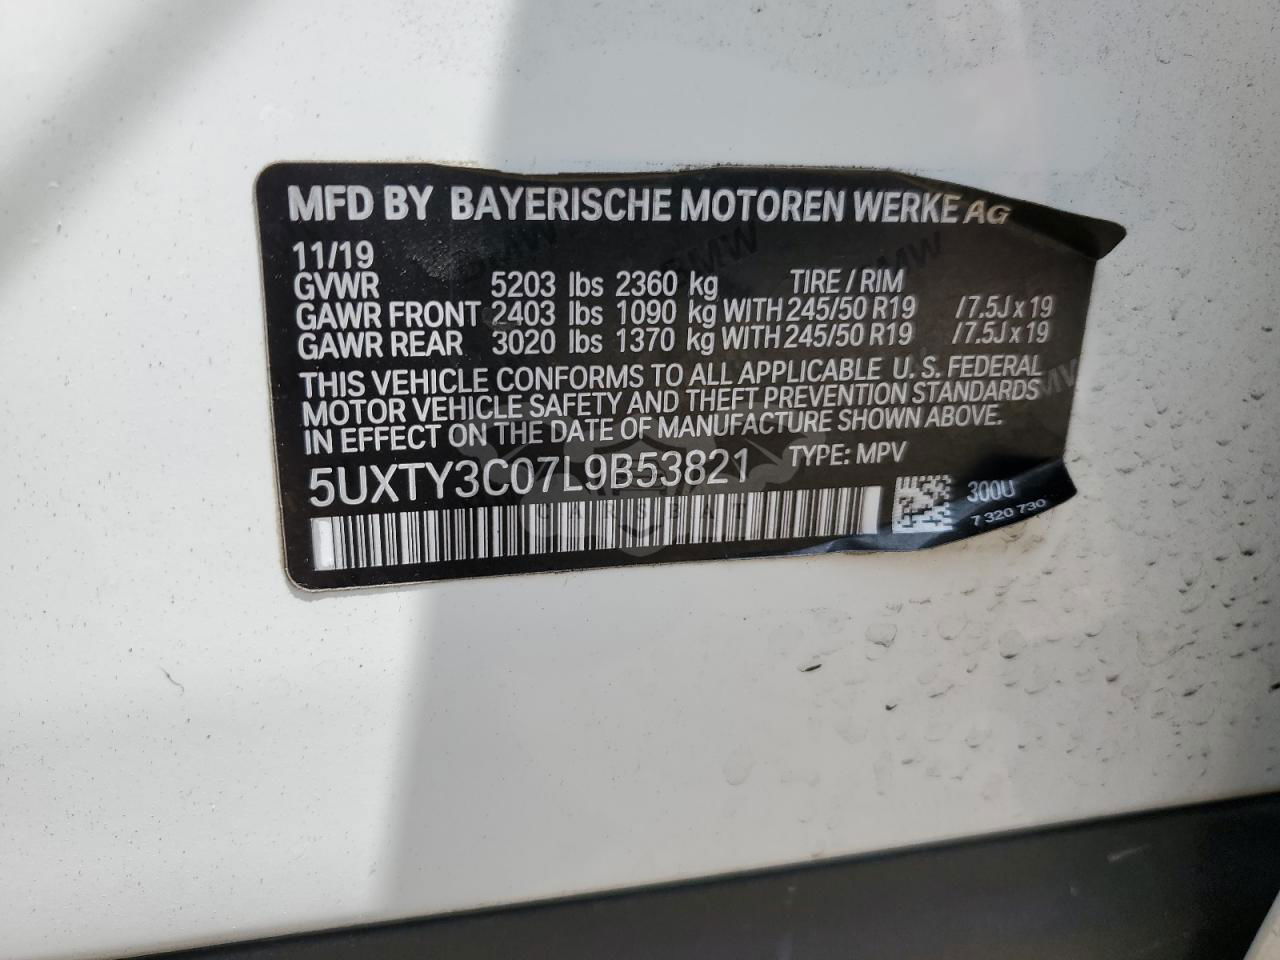 MFD BY BAYERISCHE MOTOREN WERKE AG
11/19
GVWR 5203 lbs 2360 kg TIRE / RIM
GAWR FRONT 2403 lbs 1090 kg WITH 245/50 R19 /7.5J x 19
GAWR REAR 3020 lbs 1370 kg WITH 245/50 R19 /7.5J x 19
THIS VEHICLE CONFORMS TO ALL APPLICABLE U. S. FEDERAL
MOTOR VEHICLE SAFETY AND THEFT PREVENTION STANDARDS
IN EFFECT ON THE DATE OF MANUFACTURE SHOWN ABOVE.
5UXTY3C07L9B53821 TYPE: MPV
300U
7 320 730